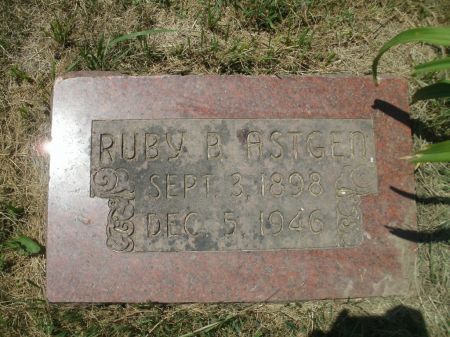 RUBY B. ASTGEN
SEPT. 3, 1898
DEC. 5, 1946